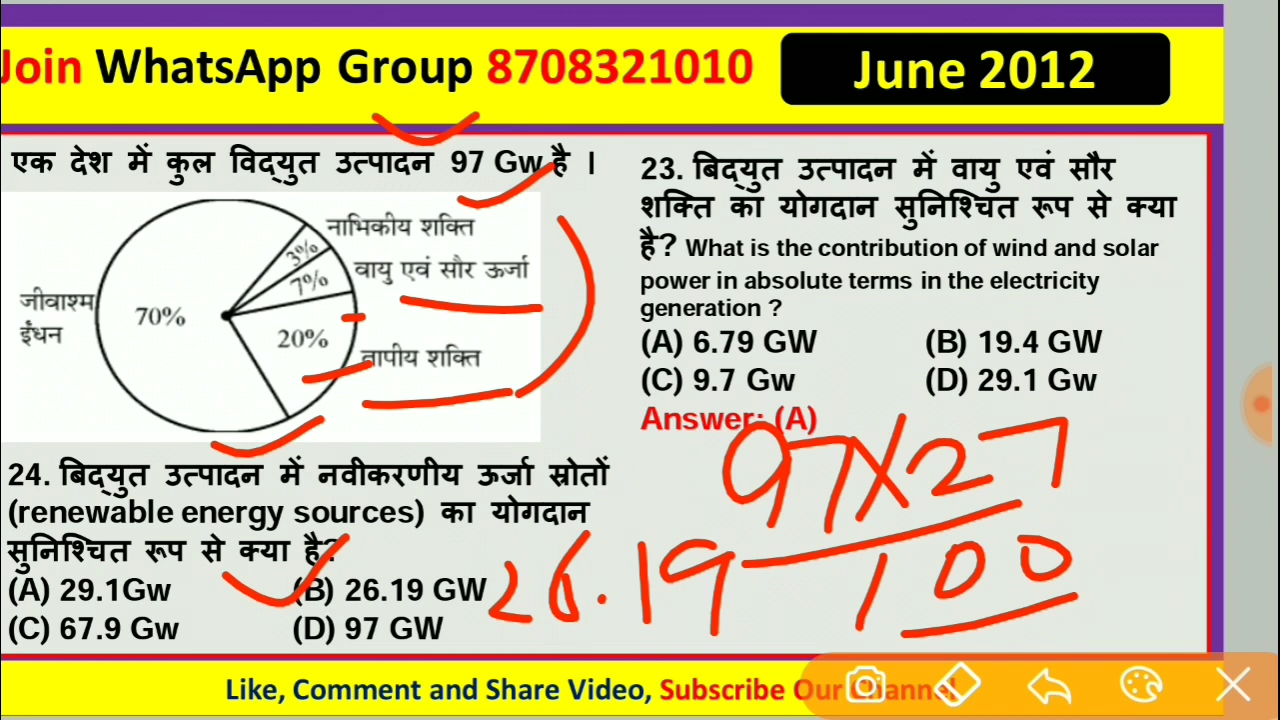 Join WhatsApp Group 8708321010
June 2012
एक देश में कुल विद्युत उत्पादन 97 Gw है ।
नाभिकीय शक्ति
3%
वायु एवं सौर ऊर्जा
7%
जीवाश्म
ईंधन
70%
20%
तापीय शक्ति
24. बिद्युत उत्पादन में नवीकरणीय ऊर्जा स्रोतों
(renewable energy sources) का योगदान
सुनिश्चित रूप से क्या है?
(A) 29.1Gw (B) 26.19 GW
(C) 67.9 Gw (D) 97 GW
23. बिद्युत उत्पादन में वायु एवं सौर
शक्ति का योगदान सुनिश्चित रूप से क्या
है? What is the contribution of wind and solar
power in absolute terms in the electricity
generation ?
(A) 6.79 GW (B) 19.4 GW
(C) 9.7 Gw (D) 29.1 Gw
Answer: (A)
97×27
100
26.19
Like, Comment and Share Video, Subscribe Our Channel